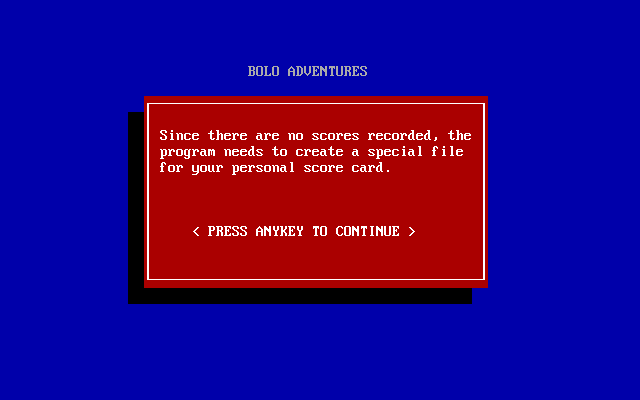 BOLO ADVENTURES
Since there are no scores recorded, the
program needs to create a special file
for your personal score card.
< PRESS ANYKEY TO CONTINUE >